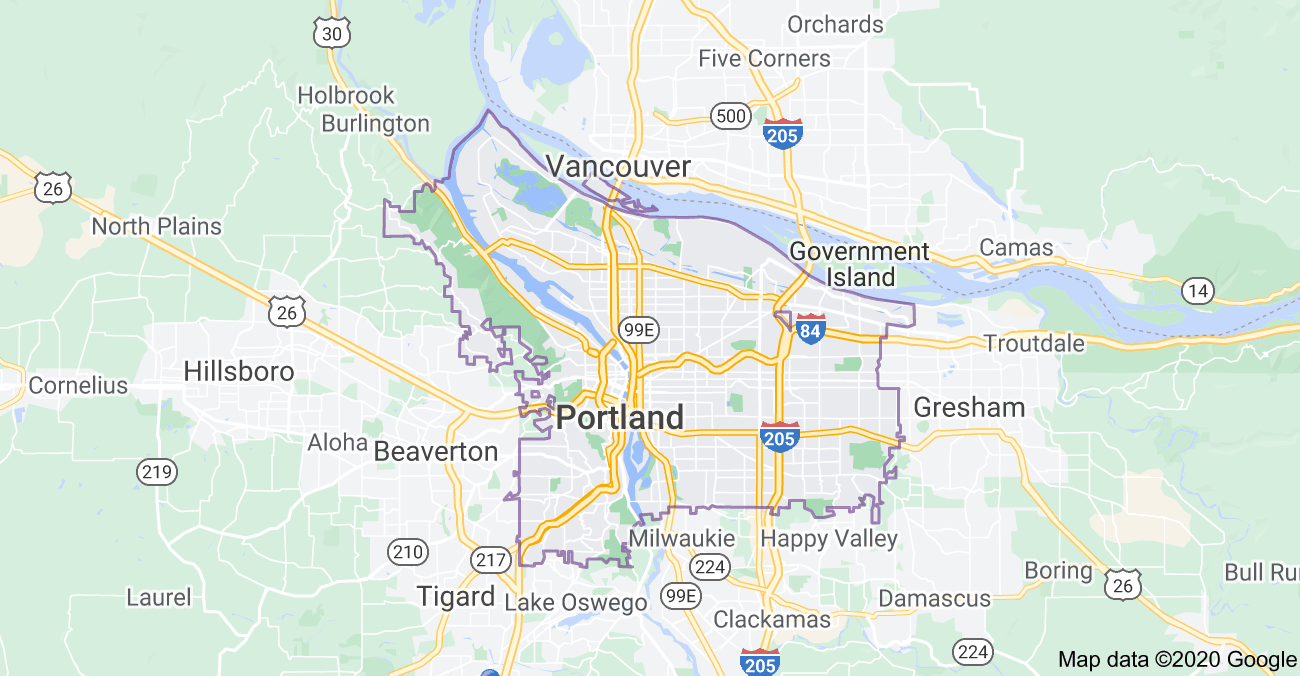 Orchards
30
Five Corners
Holbrook
500
Burlington
205
Vancouver
26
North Plains
Government
Island
Camas
14
26
99E
84
Troutdale
Hillsboro
Cornelius
Portland
Gresham
Aloha
Beaverton
205
219
Milwaukie
Happy Valley
210
217
224
Boring
Bull Ru
26
Laurel
Tigard
Lake Oswego
99E
Damascus
Clackamas
224
205
Map data ©2020 Google